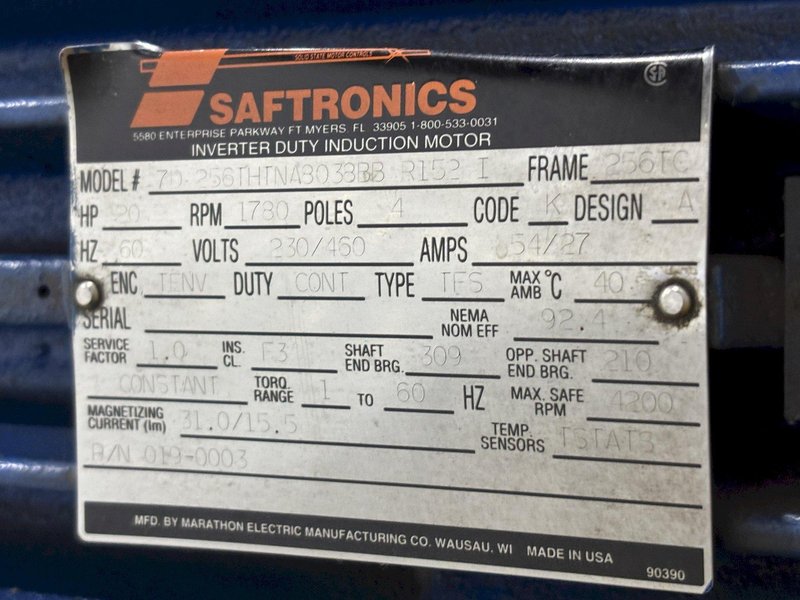 SOLID STATE MOTOR CONTROLS
SAFTRONICS
5580 ENTERPRISE PARKWAY FT MYERS, FL 33905 1-800-533-0031
INVERTER DUTY INDUCTION MOTOR
MODEL # 7D 256THTNA8038BB R152 I FRAME 256TC
HP 20 RPM 1780 POLES 4 CODE K DESIGN A
HZ 60 VOLTS 230/460 AMPS 54/27
ENC TENV DUTY CONT TYPE TFS MAX AMB °C 40
SERIAL NEMA NOM EFF 92.4
SERVICE FACTOR 1.0 INS. CL. F3 SHAFT END BRG. 309 OPP. SHAFT END BRG. 210
CONSTANT TORQ. RANGE 1 TO 60 HZ MAX. SAFE RPM 4200
MAGNETIZING CURRENT (Im) 31.0/15.5 TEMP. SENSORS TSTATS
P/N 019-0003
MFD. BY MARATHON ELECTRIC MANUFACTURING CO. WAUSAU, WI MADE IN USA
90390